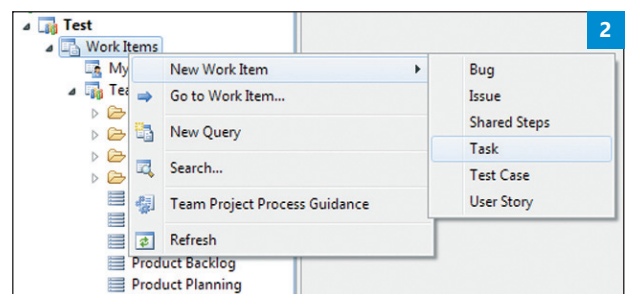 Test
2
Work Items
My
New Work Item
Bug
Go to Work Item...
Issue
New Query
Shared Steps
Search...
Task
Team Project Process Guidance
Test Case
Refresh
User Story
Product Backlog
Product Planning